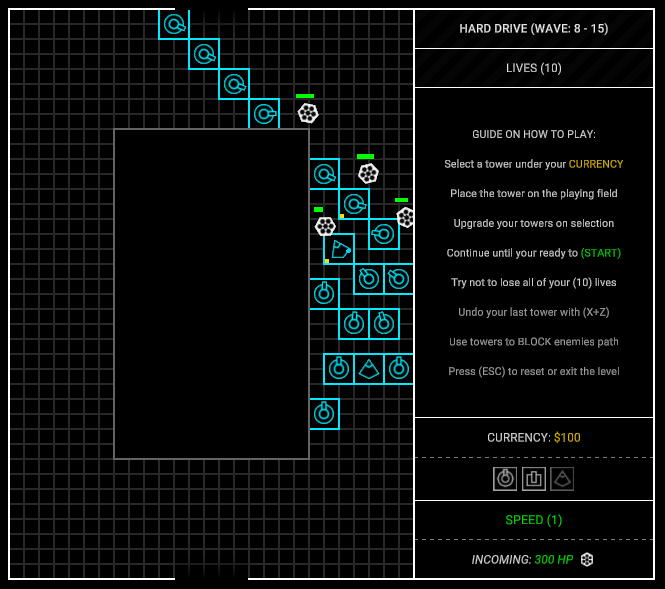 HARD DRIVE (WAVE: 8 - 15)
LIVES (10)
GUIDE ON HOW TO PLAY:
Select a tower under your CURRENCY
Place the tower on the playing field
Upgrade your towers on selection
Continue until your ready to (START)
Try not to lose all of your (10) lives
Undo your last tower with (X+Z)
Use towers to BLOCK enemies path
Press (ESC) to reset or exit the level
CURRENCY: $100
SPEED (1)
INCOMING: 300 HP